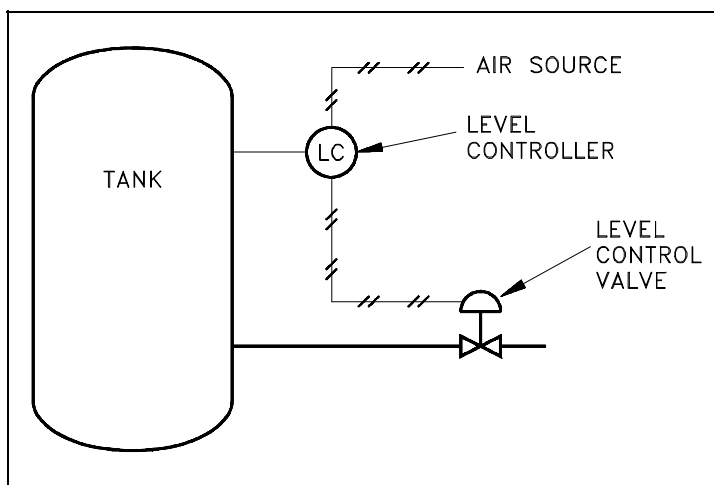 AIR SOURCE
LEVEL
CONTROLLER
LC
TANK
LEVEL
CONTROL
VALVE